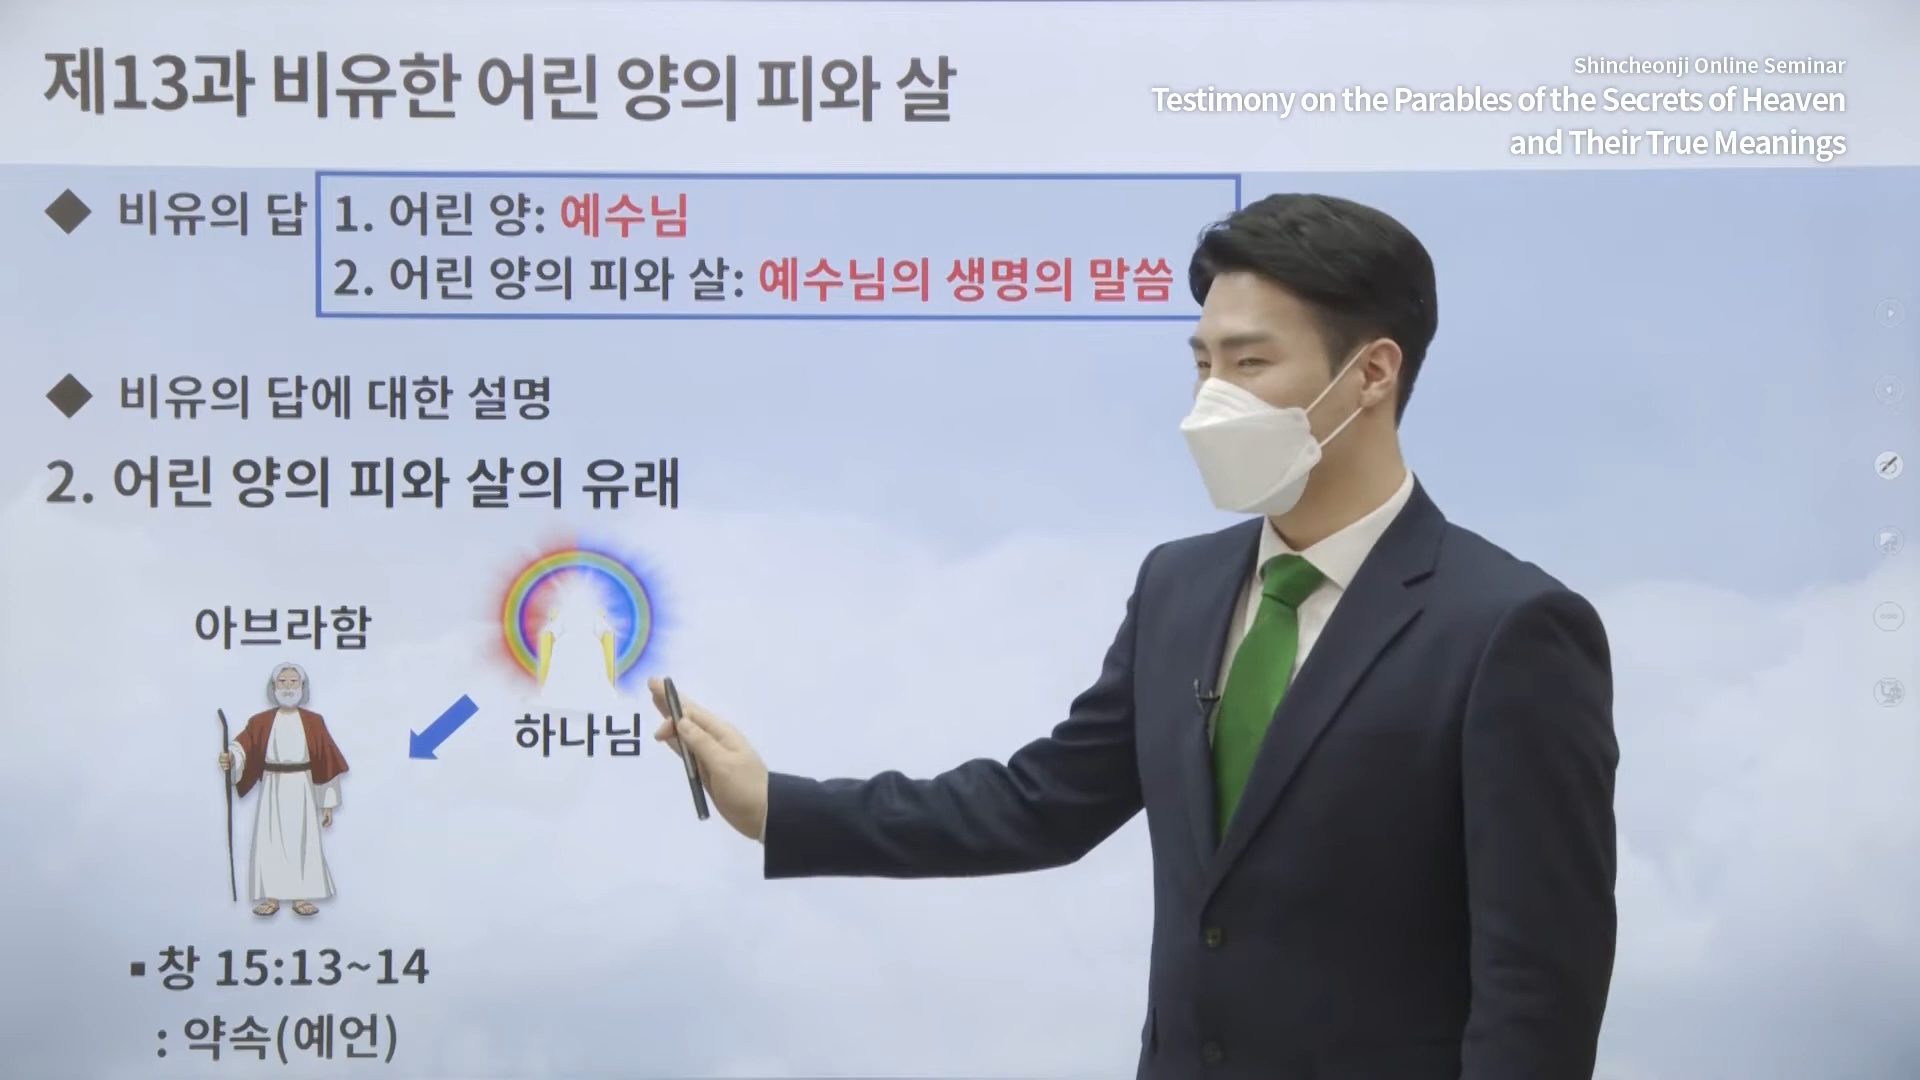 제13과 비유한 어린 양의 피와 살
Shincheonji Online Seminar
Testimony on the Parables of the Secrets of Heaven
and Their True Meanings
◆ 비유의 답
1. 어린 양: 예수님
2. 어린 양의 피와 살: 예수님의 생명의 말씀
◆ 비유의 답에 대한 설명
2. 어린 양의 피와 살의 유래
아브라함
하나님
▪ 창 15:13~14
: 약속(예언)